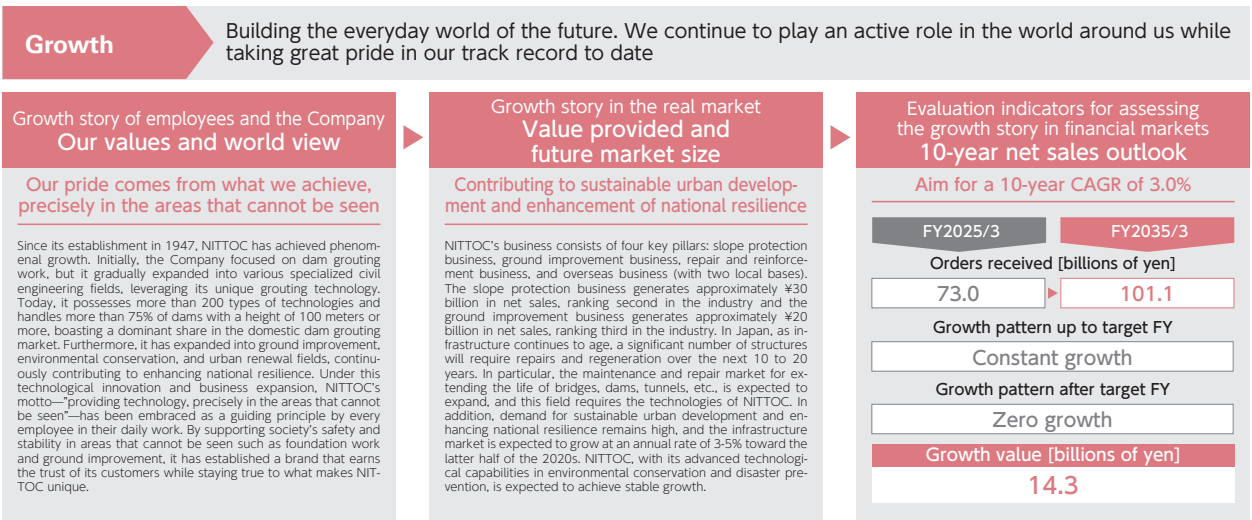 Growth
Building the everyday world of the future. We continue to play an active role in the world around us while
taking great pride in our track record to date
Growth story of employees and the Company
Our values and world view
Our pride comes from what we achieve,
precisely in the areas that cannot be seen
Since its establishment in 1947, NITTOC has achieved phenom-
enal growth. Initially, the Company focused on dam grouting
work, but it gradually expanded into various specialized civil
engineering fields, leveraging its unique grouting technology.
Today, it possesses more than 200 types of technologies and
handles more than 75% of dams with a height of 100 meters or
more, boasting a dominant share in the domestic dam grouting
market. Furthermore, it has expanded into ground improvement,
environmental conservation, and urban renewal fields, continu-
ously contributing to enhancing national resilience. Under this
technological innovation and business expansion, NITTOC's
motto—"providing technology, precisely in the areas that cannot
be seen"—has been embraced as a guiding principle by every
employee in their daily work. By supporting society's safety and
stability in areas that cannot be seen such as foundation work
and ground improvement, it has established a brand that earns
the trust of its customers while staying true to what makes NIT-
TOC unique.
Growth story in the real market
Value provided and
future market size
Contributing to sustainable urban develop-
ment and enhancement of national resilience
NITTOC's business consists of four key pillars: slope protection
business, ground improvement business, repair and reinforce-
ment business, and overseas business (with two local bases).
The slope protection business generates approximately ¥30
billion in net sales, ranking second in the industry and the
ground improvement business generates approximately ¥20
billion in net sales, ranking third in the industry. In Japan, as in-
frastructure continues to age, a significant number of structures
will require repairs and regeneration over the next 10 to 20
years. In particular, the maintenance and repair market for ex-
tending the life of bridges, dams, tunnels, etc., is expected to
expand, and this field requires the technologies of NITTOC. In
addition, demand for sustainable urban development and en-
hancing national resilience remains high, and the infrastructure
market is expected to grow at an annual rate of 3-5% toward the
latter half of the 2020s. NITTOC, with its advanced technologi-
cal capabilities in environmental conservation and disaster pre-
vention, is expected to achieve stable growth.
Evaluation indicators for assessing
the growth story in financial markets
10-year net sales outlook
Aim for a 10-year CAGR of 3.0%
FY2025/3 FY2035/3
Orders received [billions of yen]
73.0 101.1
Growth pattern up to target FY
Constant growth
Growth pattern after target FY
Zero growth
Growth value [billions of yen]
14.3